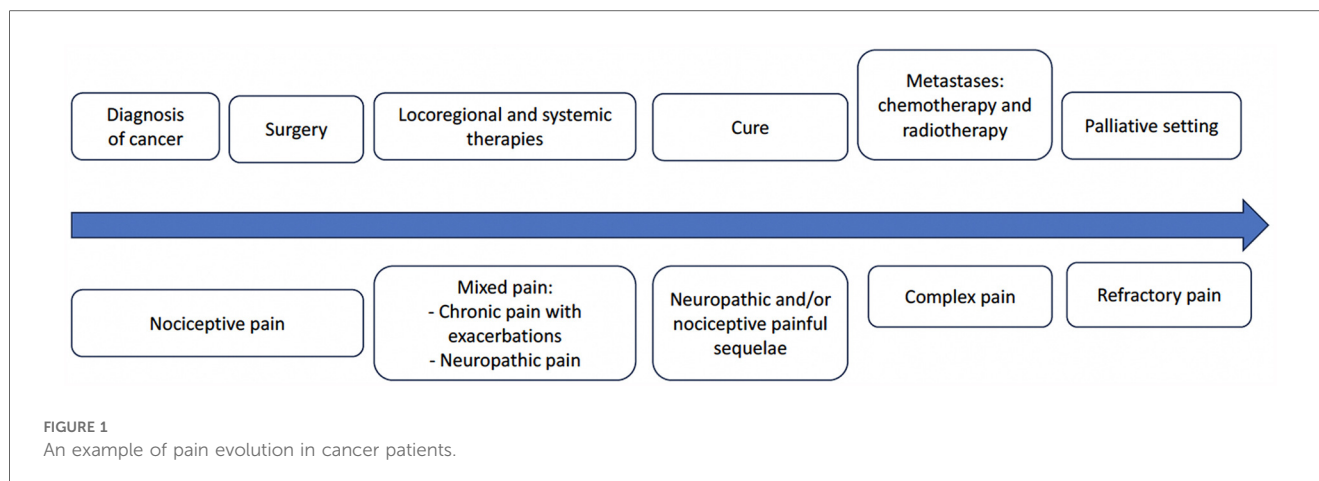 Diagnosis
of cancer
Surgery
Locoregional and systemic
therapies
Cure
Metastases:
chemotherapy and
radiotherapy
Palliative setting
Nociceptive pain
Mixed pain:
- Chronic pain with
exacerbations
- Neuropathic pain
Neuropathic and/or
nociceptive painful
sequelae
Complex pain
Refractory pain
FIGURE 1
An example of pain evolution in cancer patients.